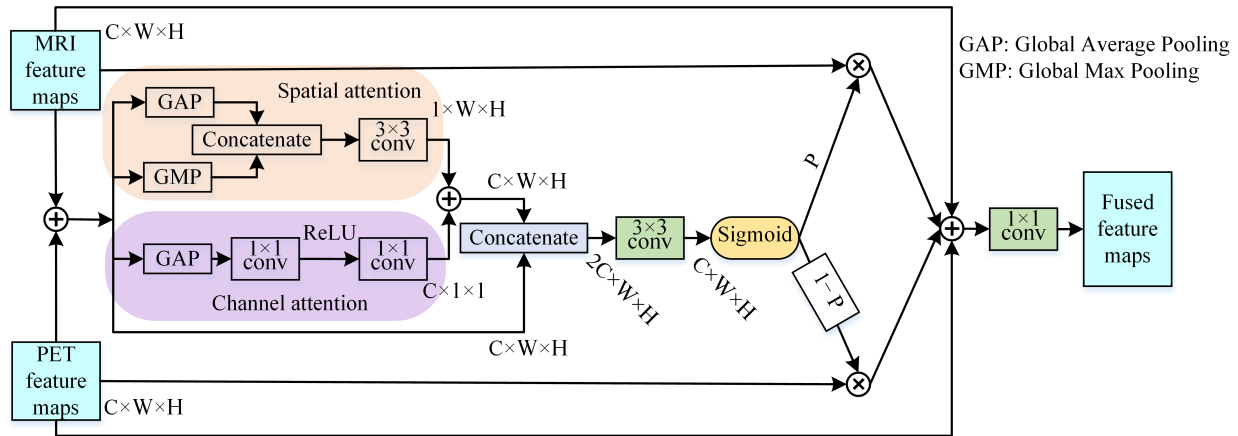 C×W×H
MRI
feature
maps
GAP: Global Average Pooling
GMP: Global Max Pooling
Spatial attention
GAP
1×W×H
Concatenate
3×3
conv
GMP
P
C×W×H
ReLU
GAP
1×1
conv
1×1
conv
C×1×1
Channel attention
Concatenate
2C×W×H
3×3
conv
C×W×H
Sigmoid
1−P
1×1
conv
Fused
feature
maps
C×W×H
PET
feature
maps
C×W×H